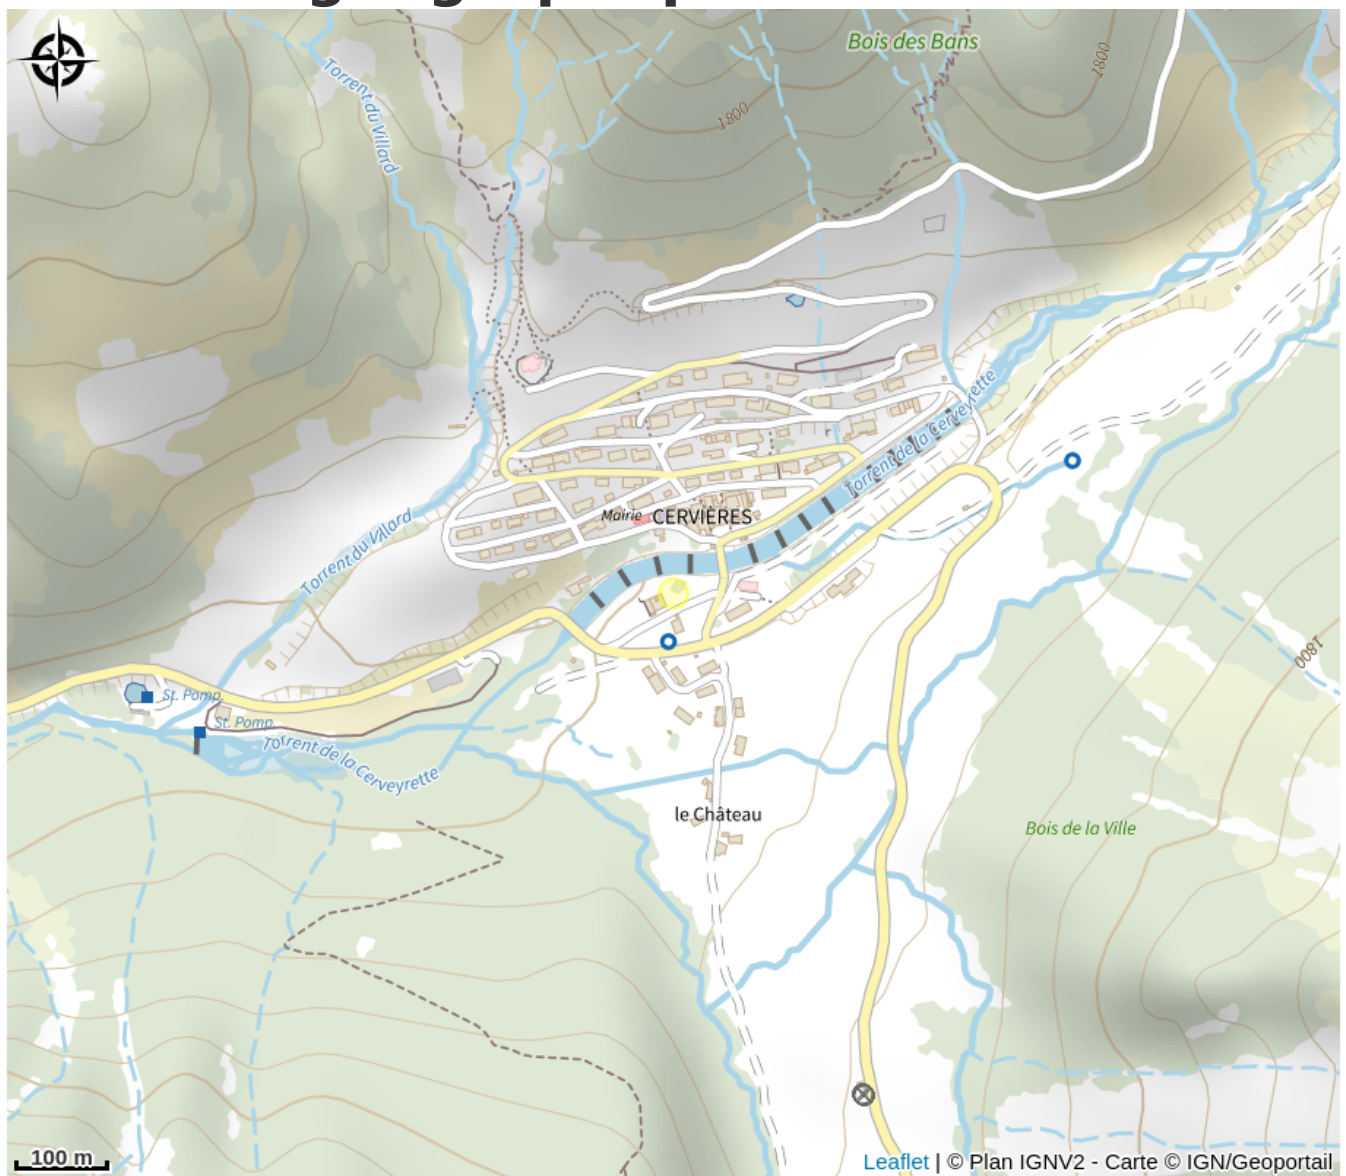 Bois des Bans
1800
1800
Torrent du Villard
Torrent de la Cerveyrette
Mairie
CERVIÈRES
Torrent du Villard
1800
St. Pomp.
St. Pomp.
Torrent de la Cerveyrette
le Château
Bois de la Ville
100 m
Leaflet | © Plan IGNV2 - Carte © IGN/Geoportail